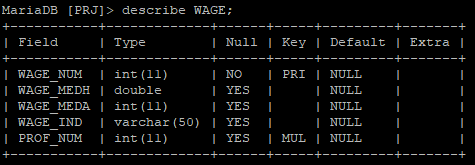 MariaDB [PRJ]> describe WAGE;
+-----------+-------------+------+-----+---------+-------+
| Field     | Type        | Null | Key | Default | Extra |
+-----------+-------------+------+-----+---------+-------+
| WAGE_NUM  | int(11)     | NO   | PRI | NULL    |       |
| WAGE_MEDH | double      | YES  |     | NULL    |       |
| WAGE_MEDA | int(11)     | YES  |     | NULL    |       |
| WAGE_IND  | varchar(50) | YES  |     | NULL    |       |
| PROF_NUM  | int(11)     | YES  | MUL | NULL    |       |
+-----------+-------------+------+-----+---------+-------+